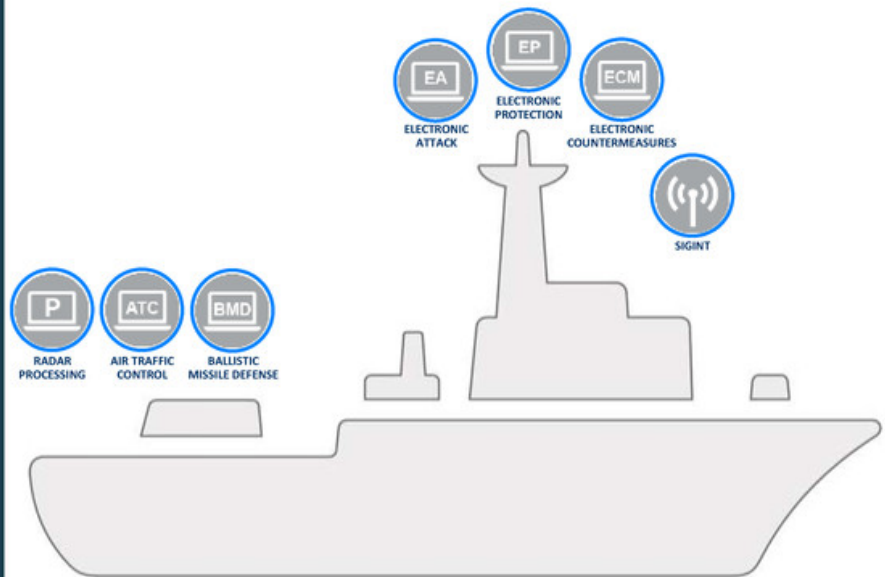 EA
ELECTRONIC
ATTACK
EP
ELECTRONIC
PROTECTION
ECM
ELECTRONIC
COUNTERMEASURES
SIGINT
P
RADAR
PROCESSING
ATC
AIR TRAFFIC
CONTROL
BMD
BALLISTIC
MISSILE DEFENSE